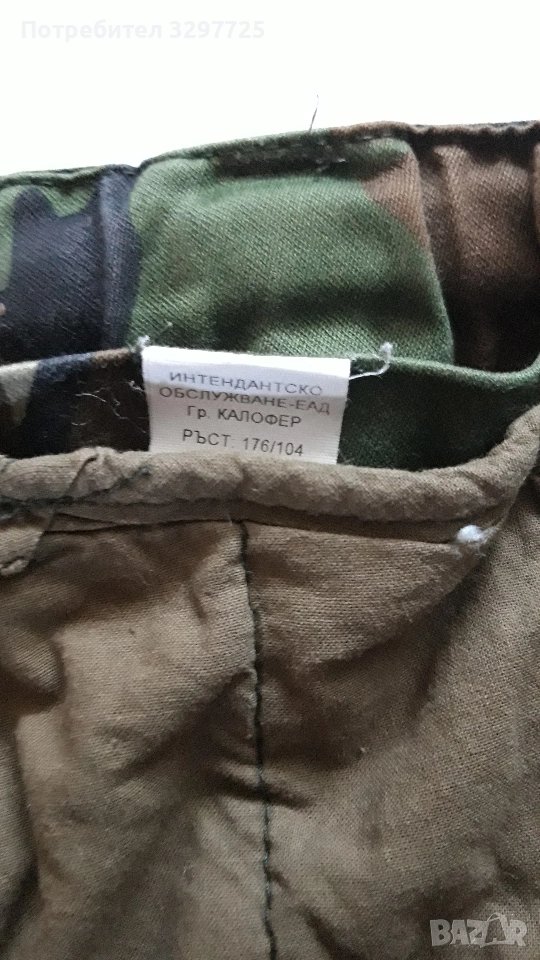 Потребител 3297725
ИНТЕНДАНТСКО
ОБСЛУЖВАНЕ-ЕАД
Гр. КАЛОФЕР
РЪСТ: 176/104
BAZAR